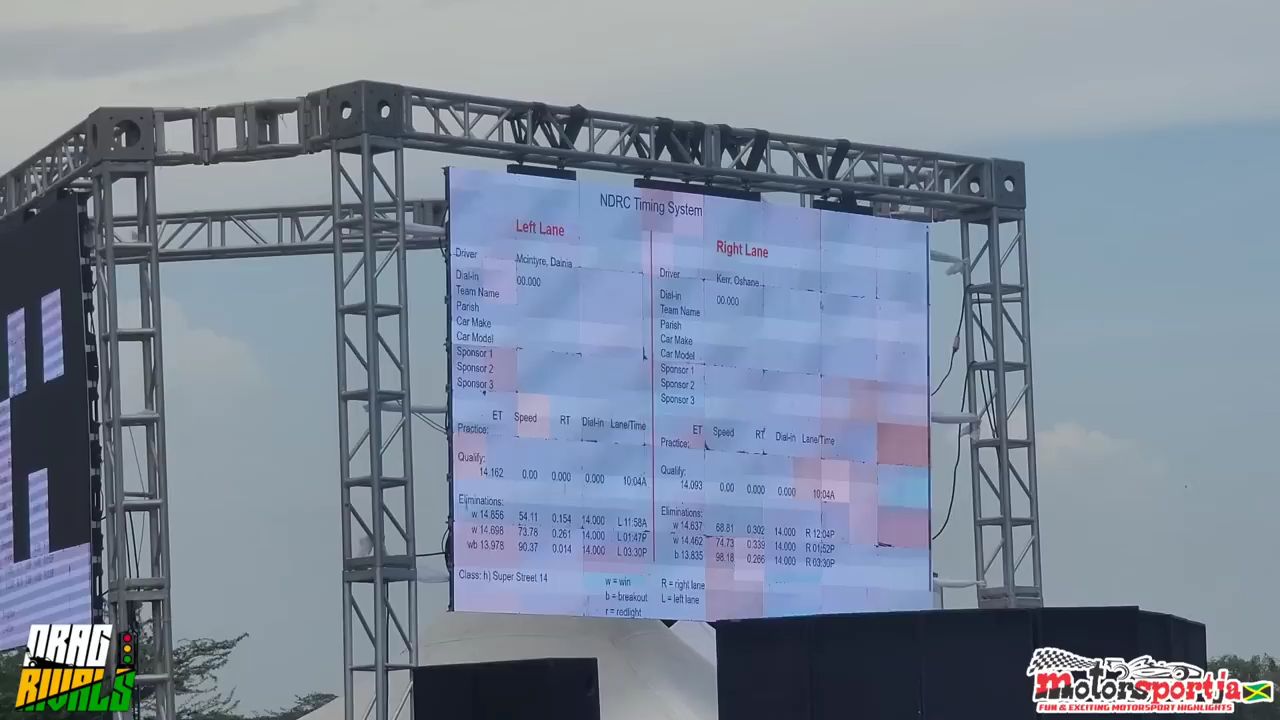 NDRC Timing System
Left Lane
Driver Mcintyre, Dainia
Dial-in 00.000
Team Name
Parish
Car Make
Car Model
Sponsor 1
Sponsor 2
Sponsor 3
ET Speed RT Dial-in Lane/Time
Practice:
Qualify:
14.162 0.00 0.000 0.000 10:04A
Eliminations:
w 14.856 54.11 0.154 14.000 L 11:58A
w 14.698 73.78 0.261 14.000 L 01:47P
wb 13.978 90.37 0.014 14.000 L 03:30P
Class: h) Super Street 14
Right Lane
Driver Kerr, Oshane
Dial-in 00.000
Team Name
Parish
Car Make
Car Model
Sponsor 1
Sponsor 2
Sponsor 3
ET Speed RT Dial-in Lane/Time
Practice:
Qualify:
14.093 0.00 0.000 0.000 10:04A
Eliminations:
w 14.637 68.81 0.302 14.000 R 12:04P
w 14.462 74.73 0.339 14.000 R 01:52P
b 13.835 98.18 0.266 14.000 R 03:30P
w = win R = right lane
b = breakout L = left lane
r = redlight
DRAG
RIVALS
Motorsportja
FUN & EXCITING MOTORSPORT HIGHLIGHTS